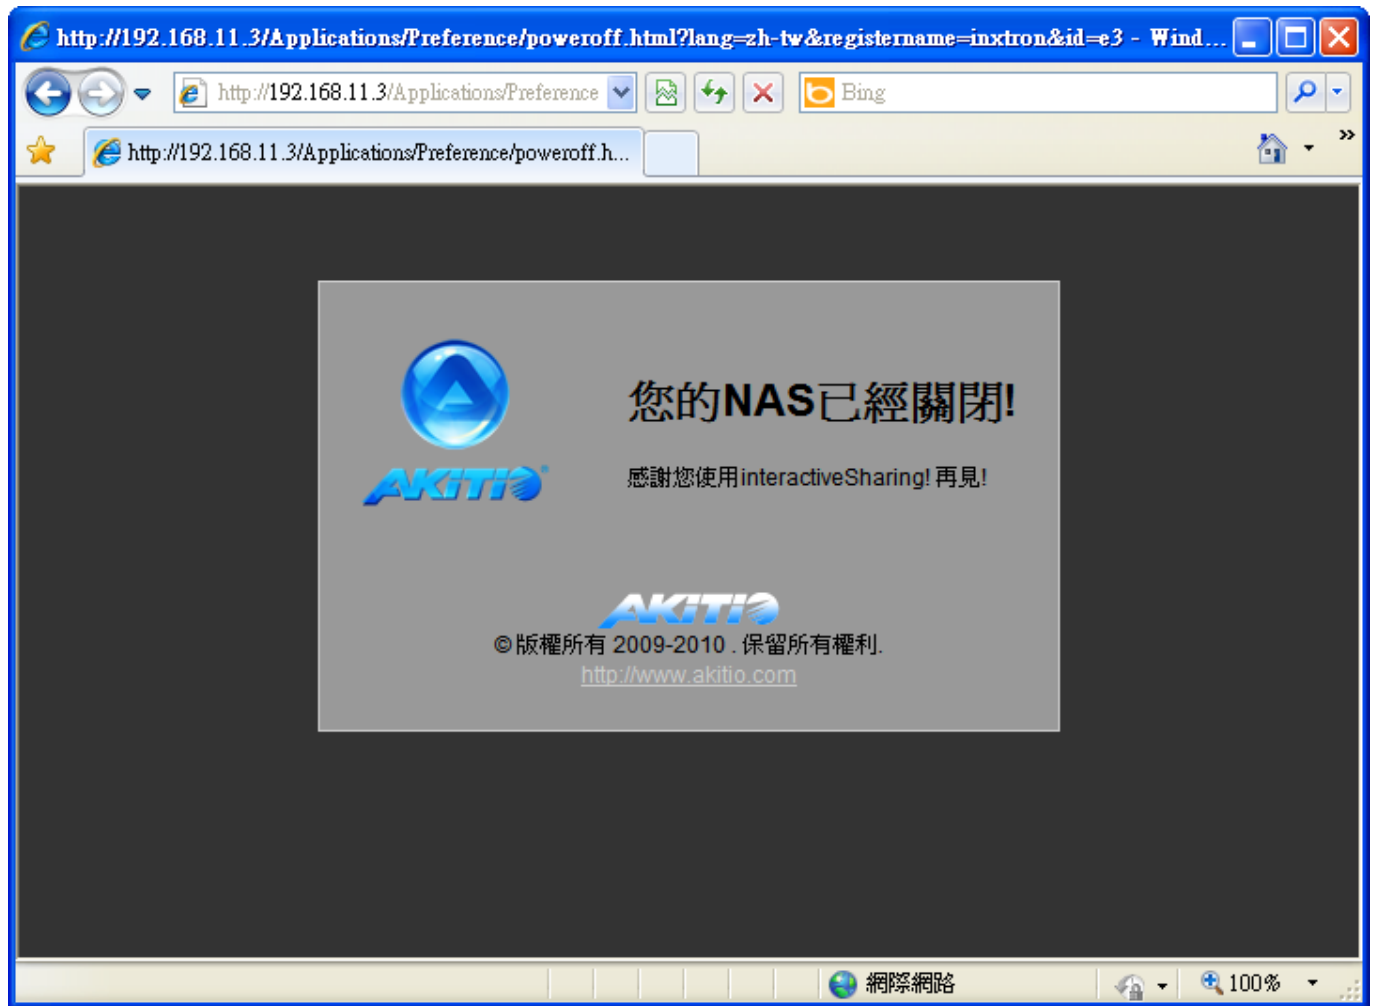 http://192.168.11.3/Applications/Preference/poweroff.html?lang=zh-tw&registername=inxtron&id=e3 - Wind...
http://192.168.11.3/Applications/Preference
Bing
http://192.168.11.3/Applications/Preference/poweroff.h...
您的NAS已經關閉!
AKiTiO
感謝您使用interactiveSharing! 再見!
AKiTiO
©版權所有 2009-2010 . 保留所有權利.
http://www.akitio.com
網際網路
100%